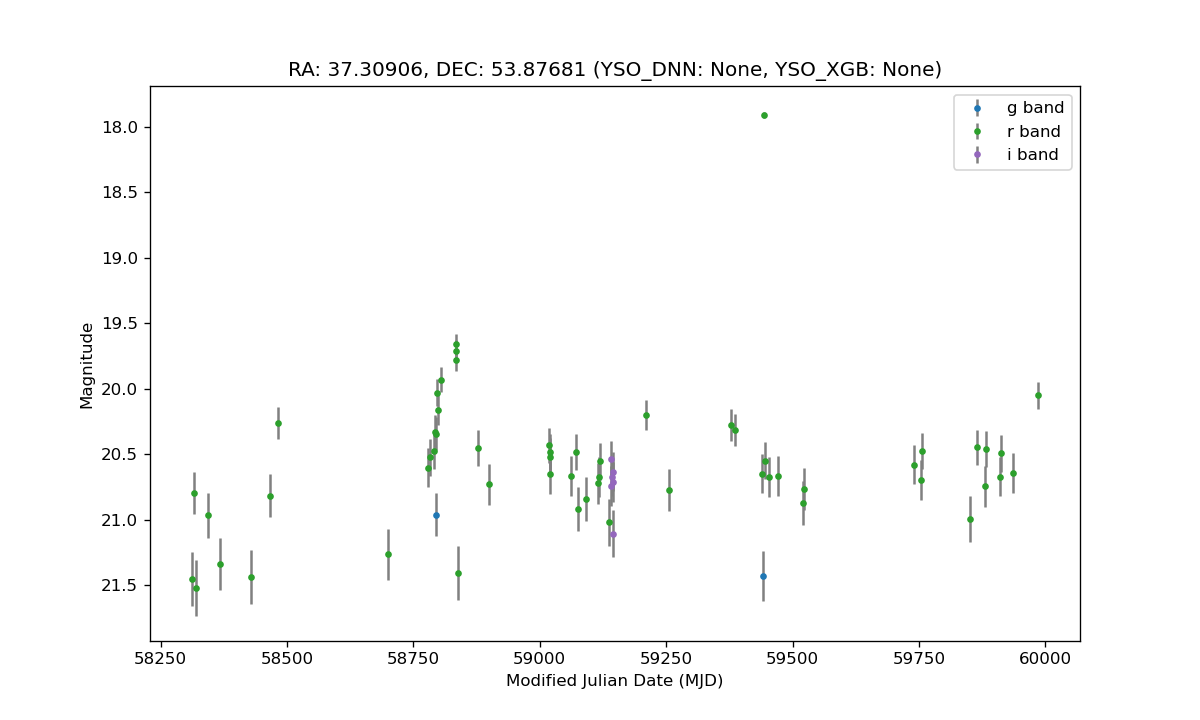 RA: 37.30906, DEC: 53.87681 (YSO_DNN: None, YSO_XGB: None)
g band
r band
i band
Magnitude
18.0
18.5
19.0
19.5
20.0
20.5
21.0
21.5
58250 58500 58750 59000 59250 59500 59750 60000
Modified Julian Date (MJD)